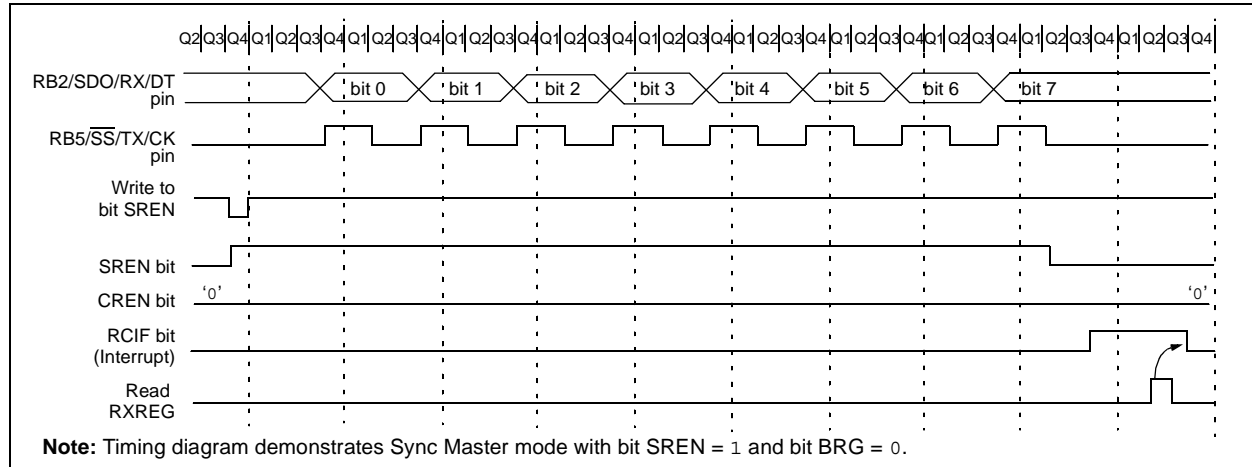 Q2 Q3 Q4 Q1 Q2 Q3 Q4 Q1 Q2 Q3 Q4 Q1 Q2 Q3 Q4 Q1 Q2 Q3 Q4 Q1 Q2 Q3 Q4 Q1 Q2 Q3 Q4 Q1 Q2 Q3 Q4 Q1 Q2 Q3 Q4 Q1 Q2 Q3 Q4 Q1 Q2 Q3 Q4
RB2/SDO/RX/DT
pin
bit 0 bit 1 bit 2 bit 3 bit 4 bit 5 bit 6 bit 7
RB5/S̅S̅/TX/CK
pin
Write to
bit SREN
SREN bit
CREN bit ‘0’ ‘0’
RCIF bit
(Interrupt)
Read
RXREG
Note: Timing diagram demonstrates Sync Master mode with bit SREN = 1 and bit BRG = 0.